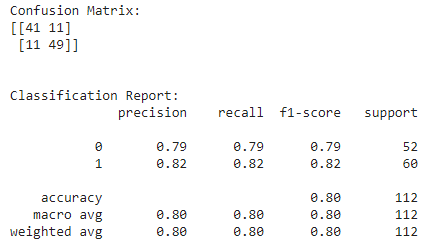 Confusion Matrix:
[[41 11]
 [11 49]]
Classification Report:
              precision    recall  f1-score   support
           0       0.79      0.79      0.79        52
           1       0.82      0.82      0.82        60
    accuracy                           0.80       112
   macro avg       0.80      0.80      0.80       112
weighted avg       0.80      0.80      0.80       112